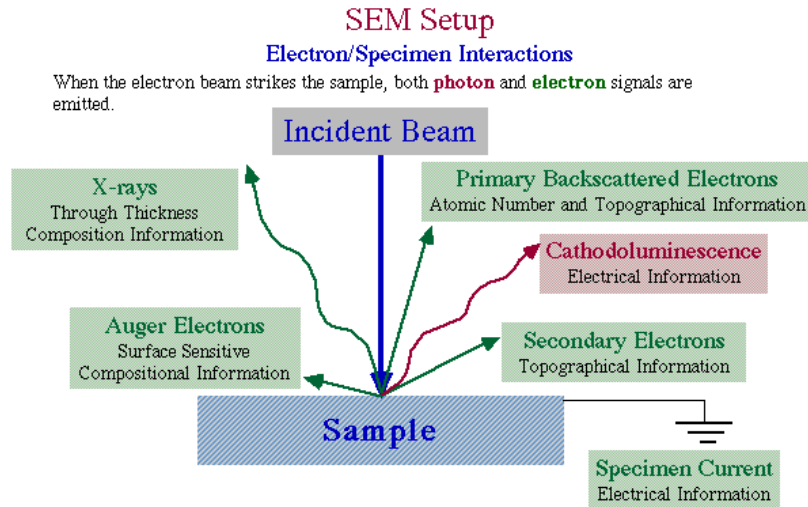 SEM Setup
Electron/Specimen Interactions
When the electron beam strikes the sample, both photon and electron signals are
emitted.
Incident Beam
X-rays
Through Thickness
Composition Information
Primary Backscattered Electrons
Atomic Number and Topographical Information
Cathodoluminescence
Electrical Information
Auger Electrons
Surface Sensitive
Compositional Information
Secondary Electrons
Topographical Information
Sample
Specimen Current
Electrical Information